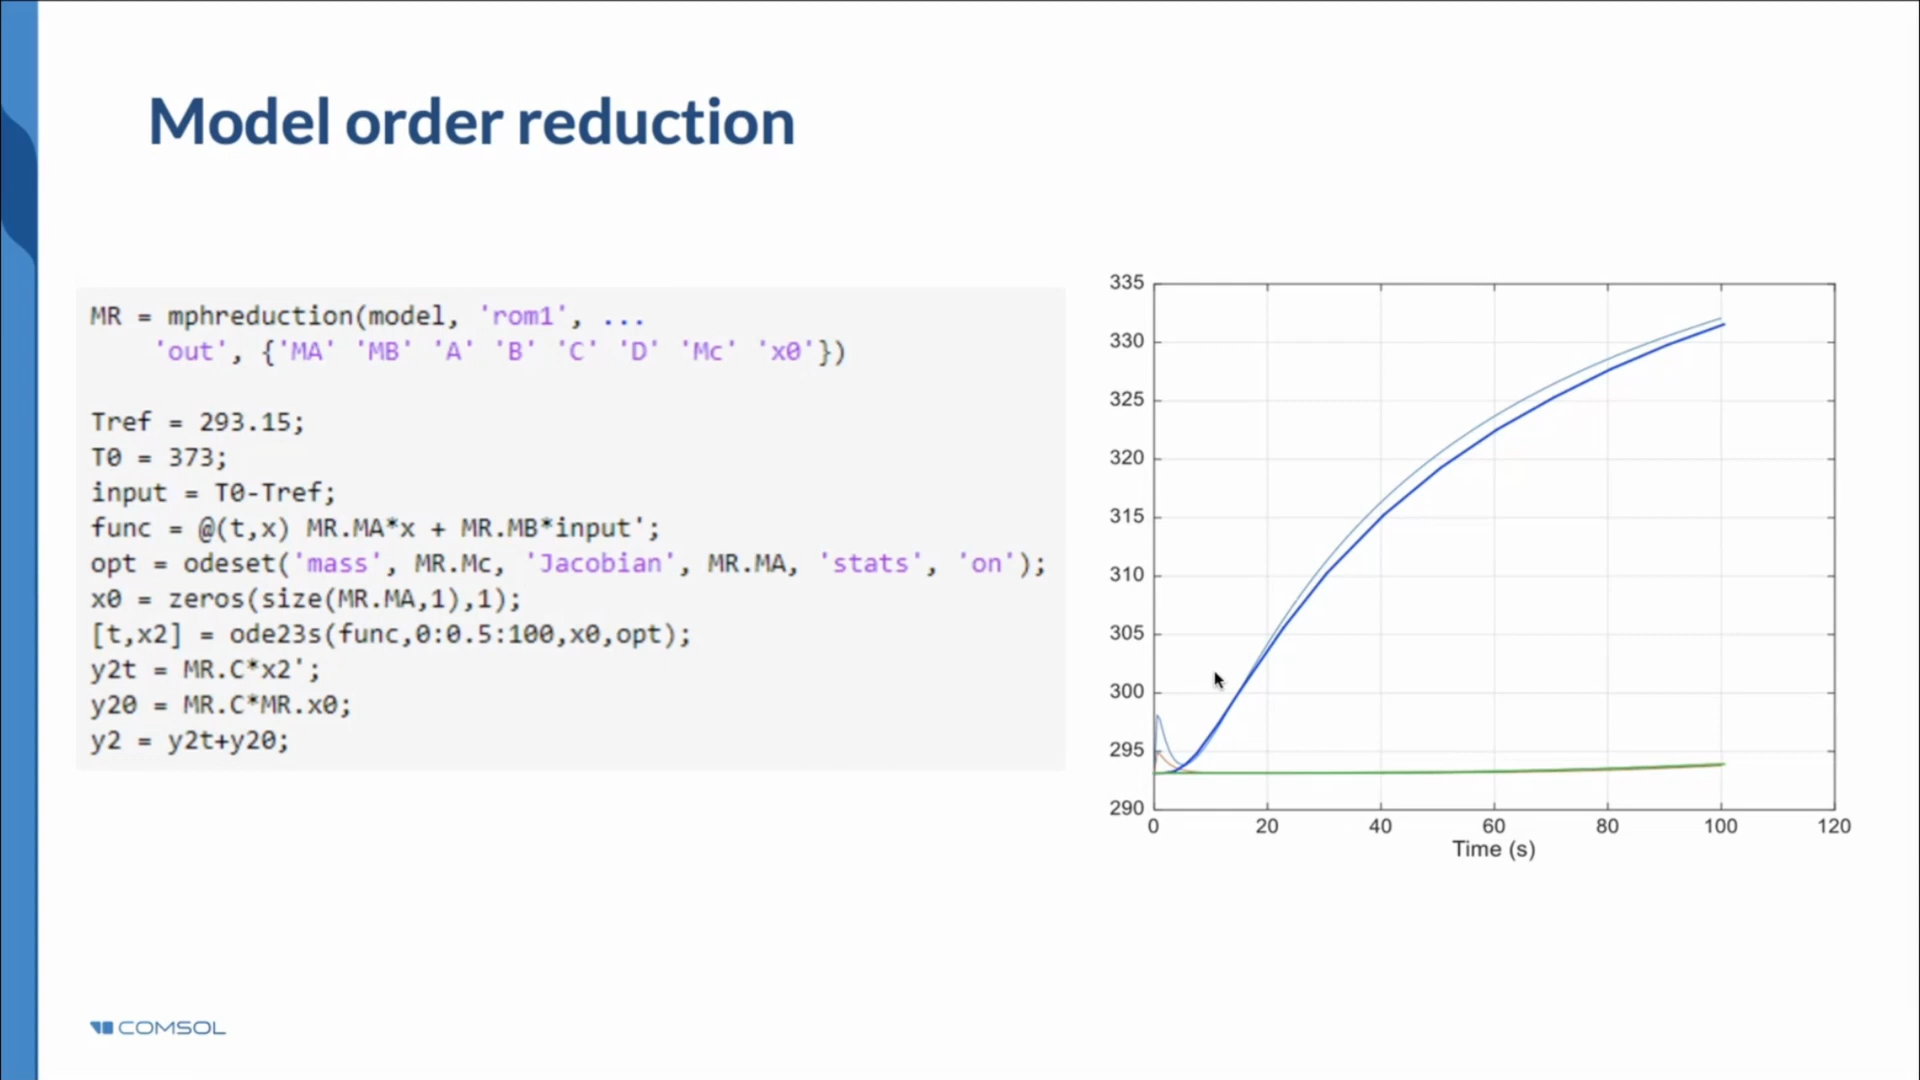 Model order reduction
MR = mphreduction(model, 'rom1', ...
'out', {'MA' 'MB' 'A' 'B' 'C' 'D' 'Mc' 'x0'})
Tref = 293.15;
T0 = 373;
input = T0-Tref;
func = @(t,x) MR.MA*x + MR.MB*input';
opt = odeset('mass', MR.Mc, 'Jacobian', MR.MA, 'stats', 'on');
x0 = zeros(size(MR.MA,1),1);
[t,x2] = ode23s(func,0:0.5:100,x0,opt);
y2t = MR.C*x2';
y20 = MR.C*MR.x0;
y2 = y2t+y20;
335
330
325
320
315
310
305
300
295
290
0 20 40 60 80 100 120
Time (s)
COMSOL